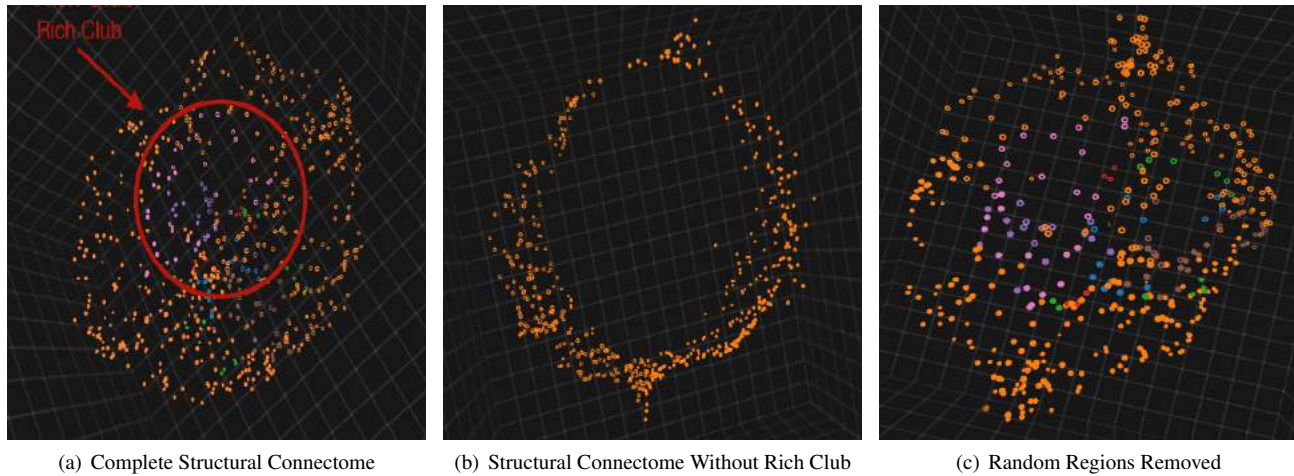 Rich Club
(a) Complete Structural Connectome
(b) Structural Connectome Without Rich Club
(c) Random Regions Removed